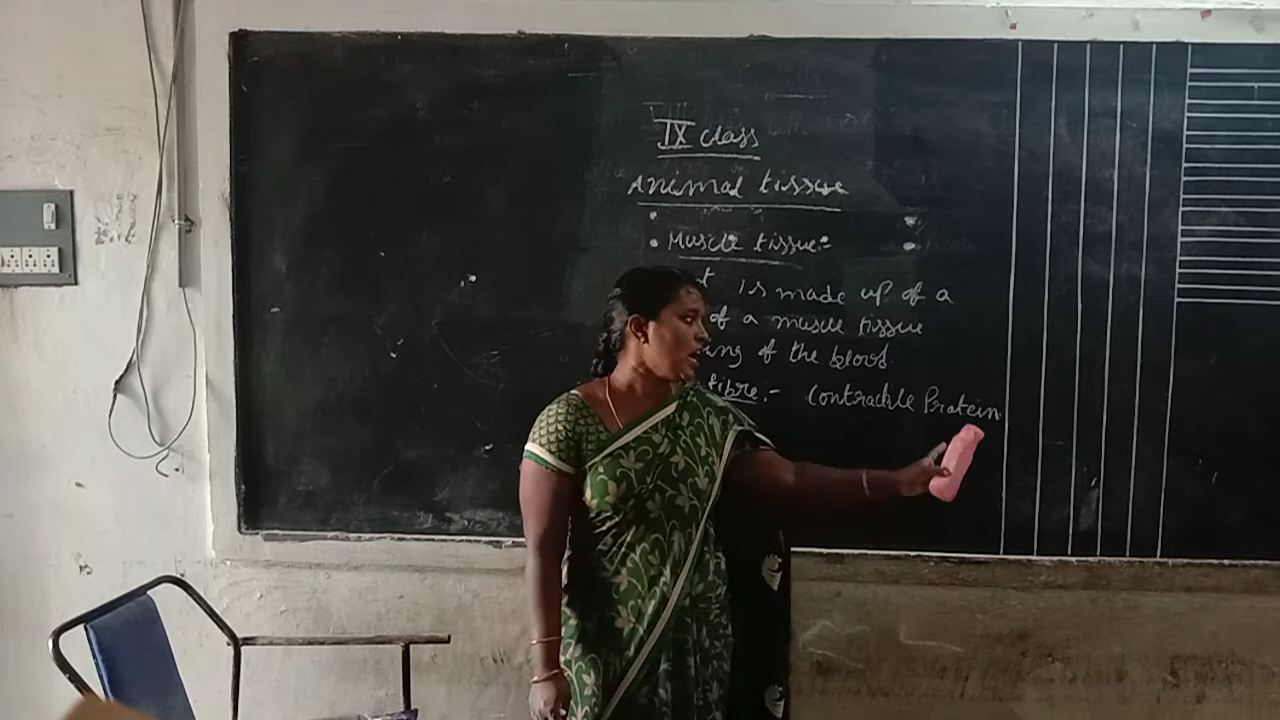 IX class
Animal tissue
• Muscle tissue:-
is made up of a
of a muscle tissue
of the blood.
fibre:- Contractile Protein.